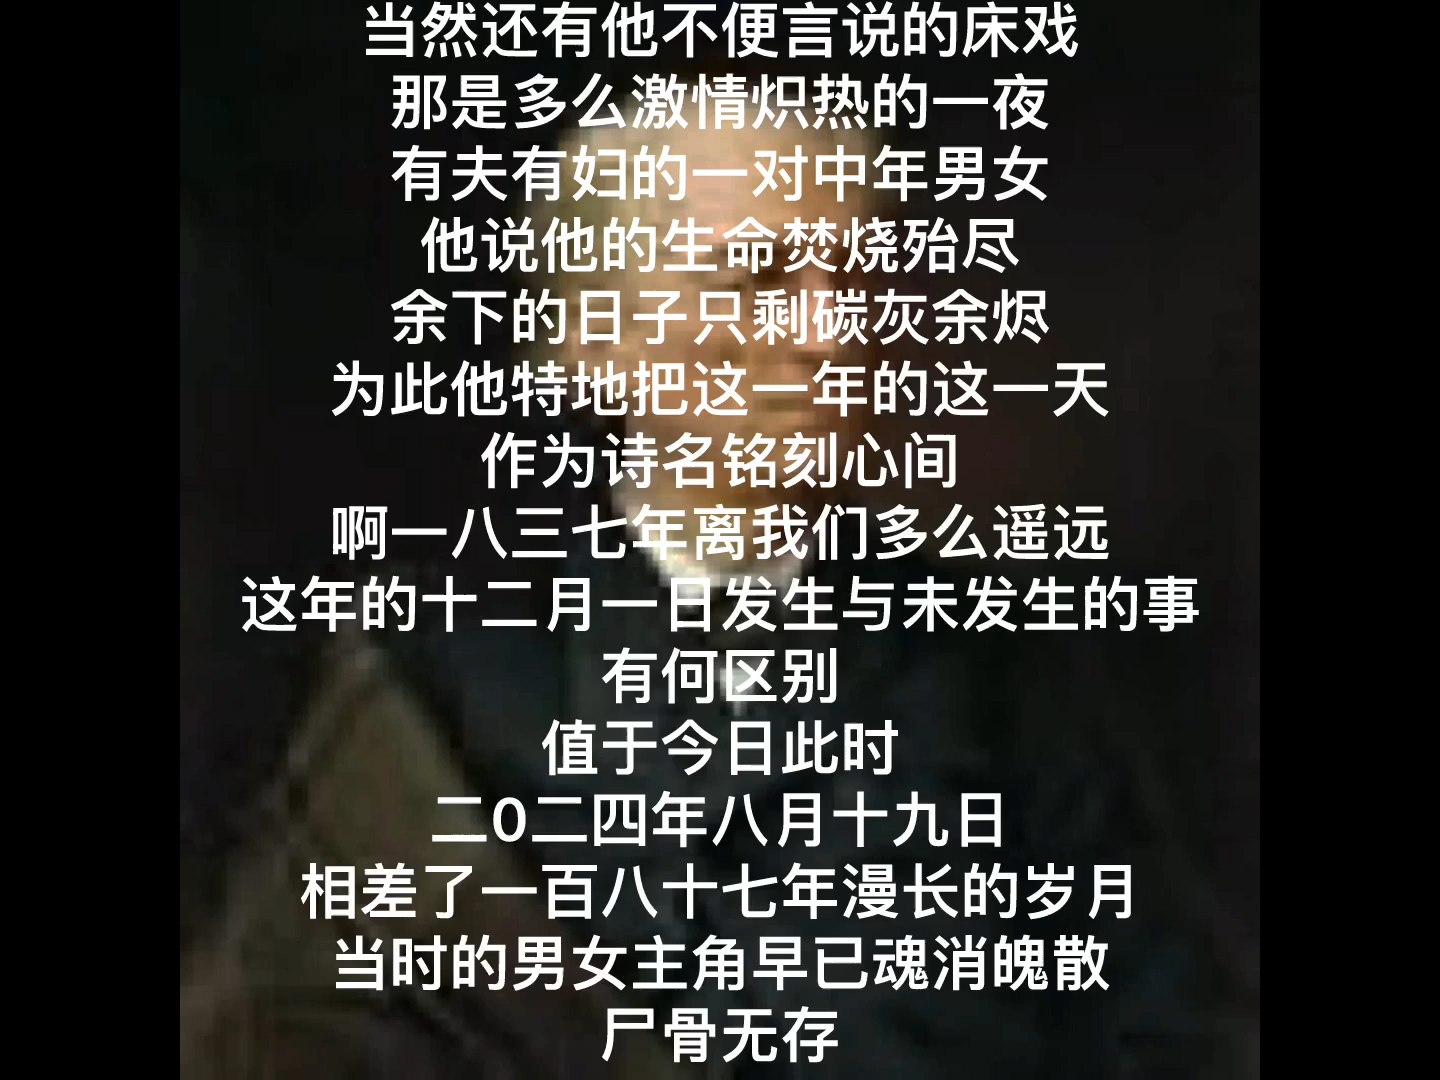 当然还有他不便言说的床戏
那是多么激情炽热的一夜
有夫有妇的一对中年男女
他说他的生命焚烧殆尽
余下的日子只剩碳灰余烬
为此他特地把这一年的这一天
作为诗名铭刻心间
啊一八三七年离我们多么遥远
这年的十二月一日发生与未发生的事
有何区别
值于今日此时
二0二四年八月十九日
相差了一百八十七年漫长的岁月
当时的男女主角早已魂消魄散
尸骨无存